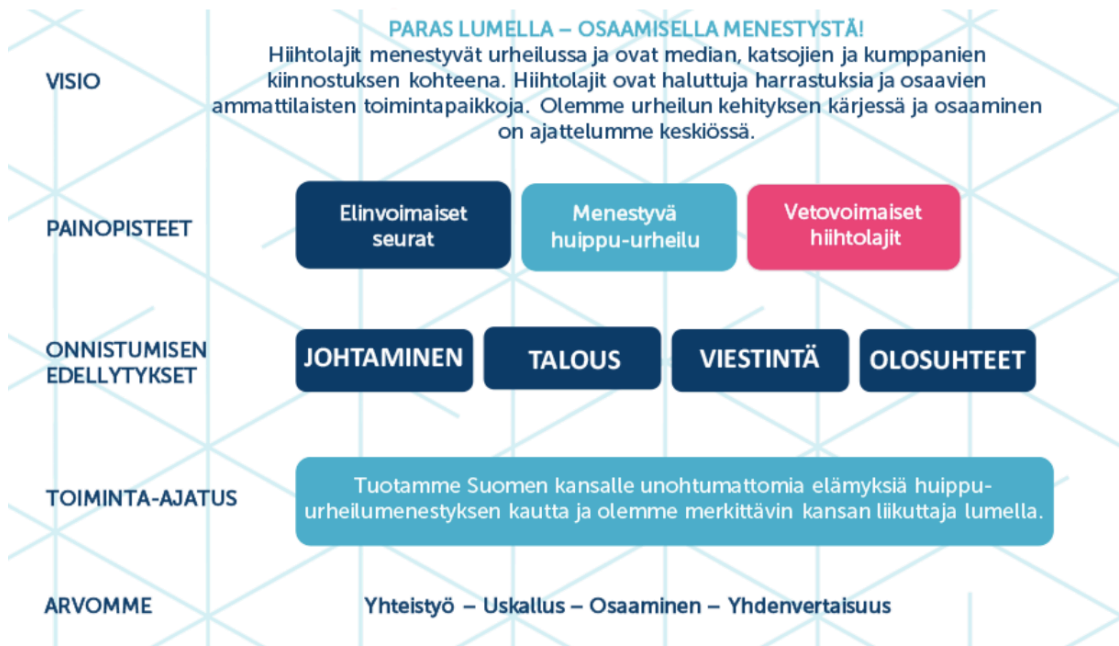 PARAS LUMELLA – OSAAMISELLA MENESTYSTÄ!
VISIO
Hiihtolajit menestyvät urheilussa ja ovat median, katsojien ja kumppanien
kiinnostuksen kohteena. Hiihtolajit ovat haluttuja harrastuksia ja osaavien
ammattilaisten toimintapaikkoja. Olemme urheilun kehityksen kärjessä ja osaaminen
on ajattelumme keskiössä.
PAINOPISTEET
Elinvoimaiset
seurat
Menestyvä
huippu-urheilu
Vetovoimaiset
hiihtolajit
ONNISTUMISEN
EDELLYTYKSET
JOHTAMINEN
TALOUS
VIESTINTÄ
OLOSUHTEET
TOIMINTA-AJATUS
Tuotamme Suomen kansalle unohtumattomia elämyksiä huippu-
urheilumenestyksen kautta ja olemme merkittävin kansan liikuttaja lumella.
ARVOMME
Yhteistyö – Uskallus – Osaaminen – Yhdenvertaisuus